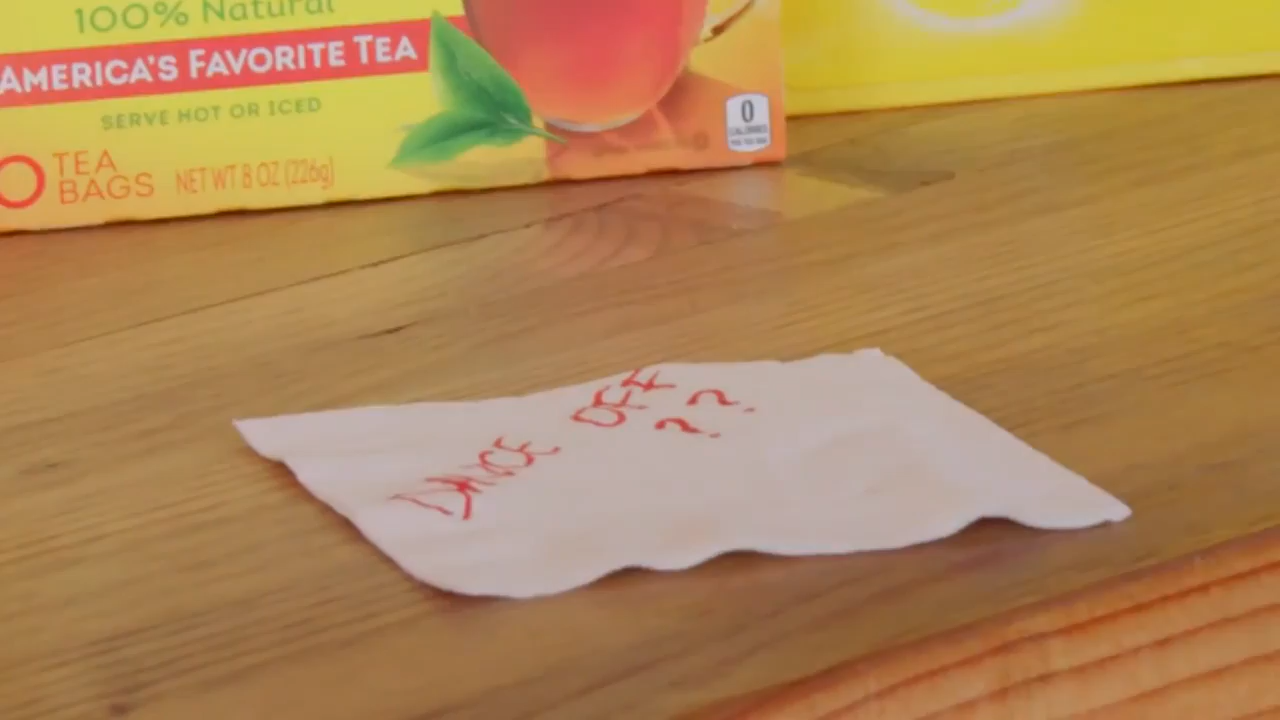 100% Natural
AMERICA'S FAVORITE TEA
SERVE HOT OR ICED
TEA
BAGS
NET WT 8 OZ (226g)
0
CALORIES
DANCE OFF
??